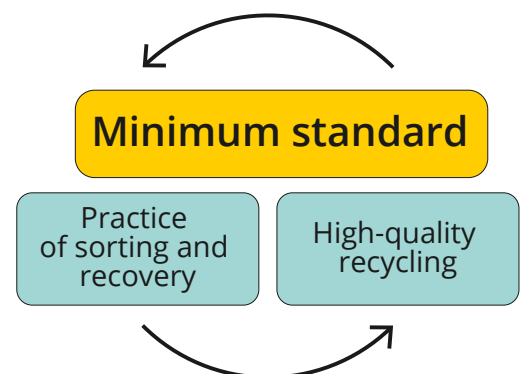 Minimum standard
Practice
of sorting and
recovery
High-quality
recycling